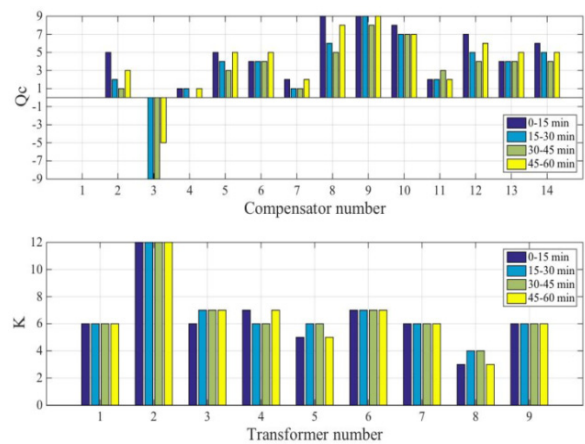 9
7
5
3
1
-1
-3
-5
-7
-9
Qc
0-15 min
15-30 min
30-45 min
45-60 min
1 2 3 4 5 6 7 8 9 10 11 12 13 14
Compensator number
12
10
8
6
4
2
0
K
0-15 min
15-30 min
30-45 min
45-60 min
1 2 3 4 5 6 7 8 9
Transformer number